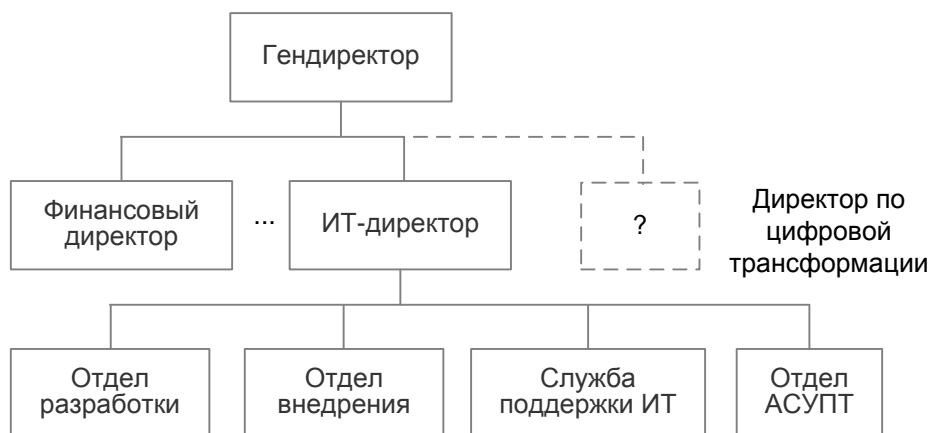 Гендиректор
Финансовый
директор
...
ИТ-директор
?
Директор по
цифровой
трансформации
Отдел
разработки
Отдел
внедрения
Служба
поддержки ИТ
Отдел
АСУПТ